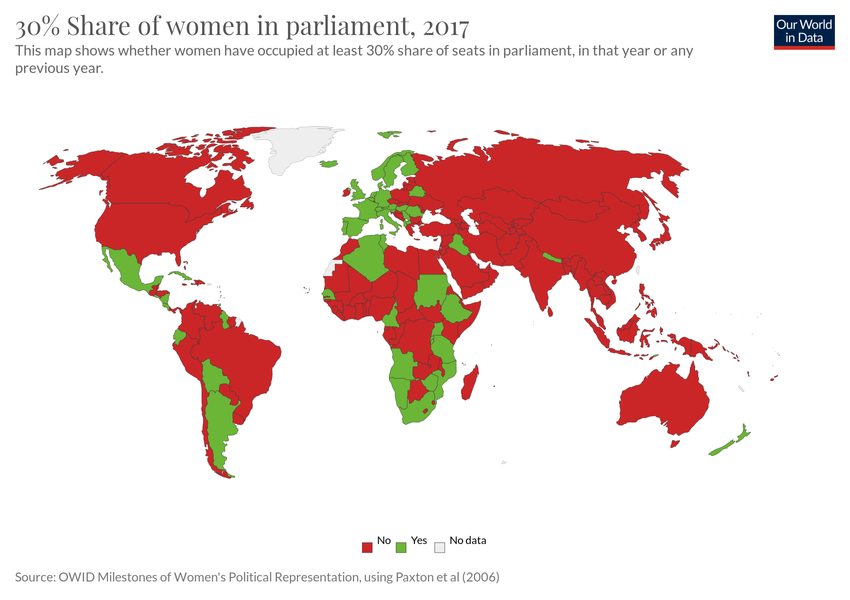 30% Share of women in parliament, 2017
This map shows whether women have occupied at least 30% share of seats in parliament, in that year or any
previous year.
Our World
in Data
No
Yes
No data
Source: OWID Milestones of Women's Political Representation, using Paxton et al (2006)